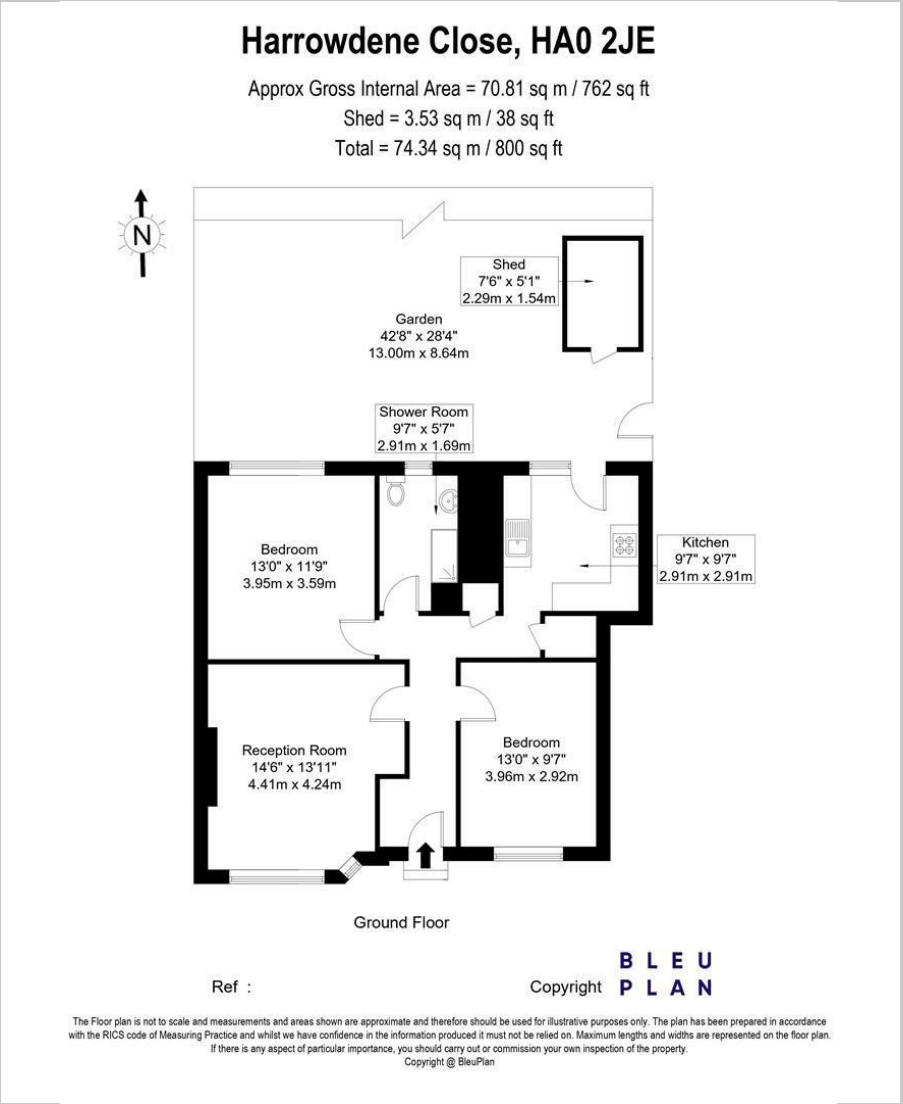 Harrowdene Close, HA0 2JE
Approx Gross Internal Area = 70.81 sq m / 762 sq ft
Shed = 3.53 sq m / 38 sq ft
Total = 74.34 sq m / 800 sq ft
N
Shed
7'6" x 5'1"
2.29m x 1.54m
Garden
42'8" x 28'4"
13.00m x 8.64m
Shower Room
9'7" x 5'7"
2.91m x 1.69m
Bedroom
13'0" x 11'9"
3.95m x 3.59m
Kitchen
9'7" x 9'7"
2.91m x 2.91m
Reception Room
14'6" x 13'11"
4.41m x 4.24m
Bedroom
13'0" x 9'7"
3.96m x 2.92m
Ground Floor
Ref :
Copyright
BLEU
PLAN
The Floor plan is not to scale and measurements and areas shown are approximate and therefore should be used for illustrative purposes only. The plan has been prepared in accordance
with the RICS code of Measuring Practice and whilst we have confidence in the information produced it must not be relied on. Maximum lengths and widths are represented on the floor plan.
If there is any aspect of particular importance, you should carry out or commission your own inspection of the property.
Copyright @ BleuPlan